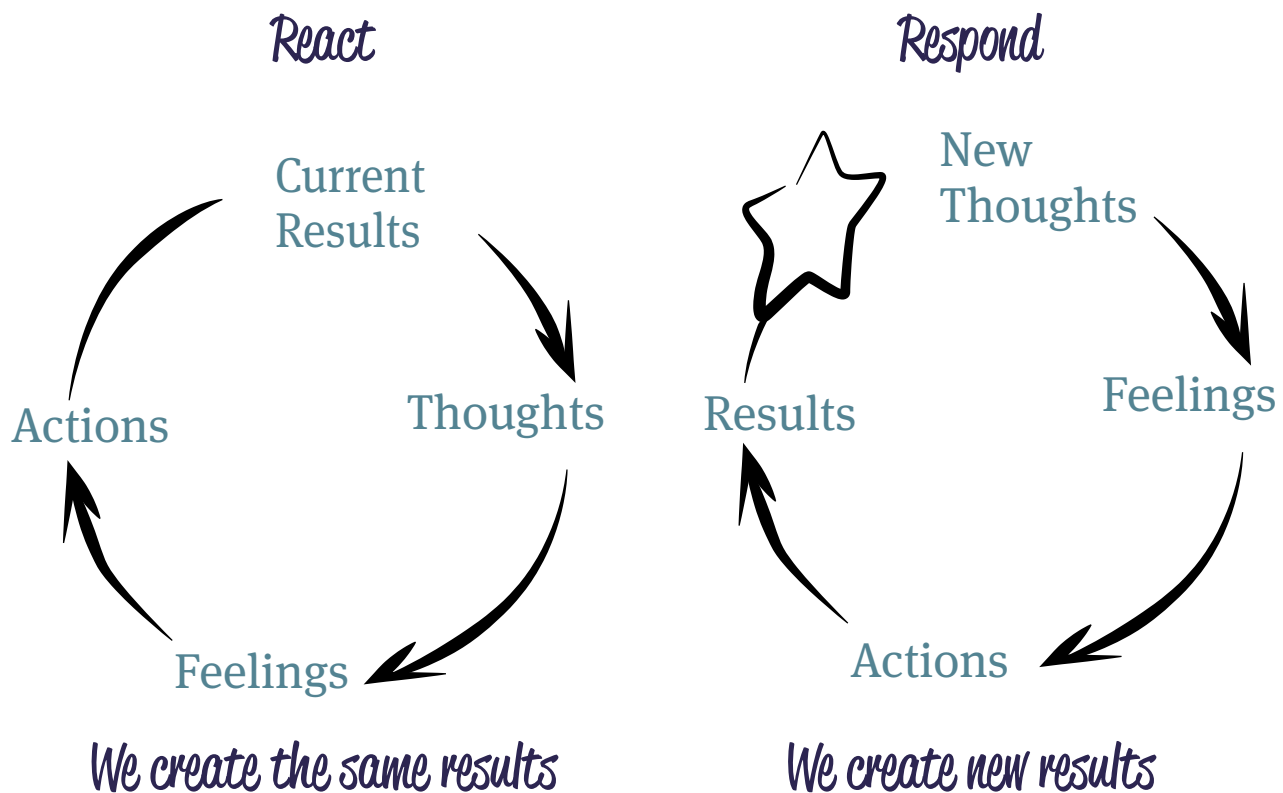 React
Current
Results
Thoughts
Feelings
Actions
We create the same results
Respond
New
Thoughts
Feelings
Actions
Results
We create new results